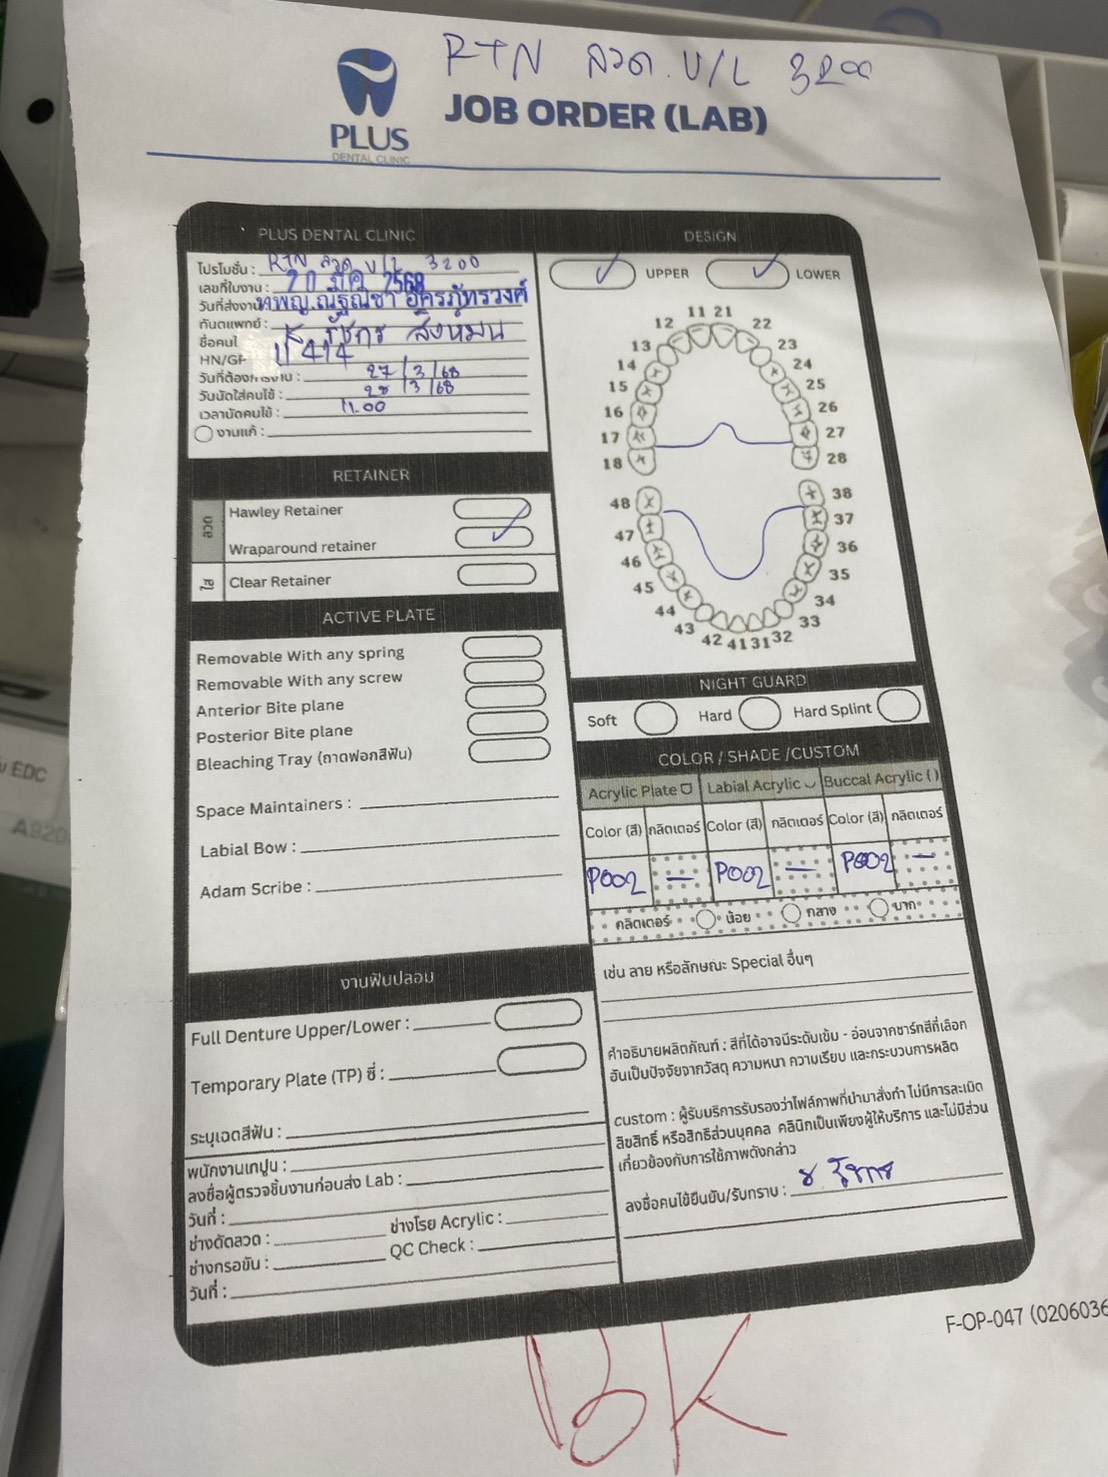 RTN ลวด. U/L 3200
PLUS
DENTAL CLINIC
JOB ORDER (LAB)
PLUS DENTAL CLINIC
โปรโมชั่น : RTN ลวด U/L 3200
เลขที่ใบงาน :
วันที่ส่งงาน 20 มี.ค. 2568
ทันตแพทย์ : ทพญ.ณัฐณิชา อัครภัทรวงศ์
ชื่อคนไ K รัชกร สิงห์มน
HN/GF 11414
วันที่ต้องการงาน : 27/3/68
วันนัดใส่คนไข้ : 28/3/68
เวลานัดคนไข้ : 11.00
งานแก้ :
DESIGN
UPPER LOWER
11 21
12 22
13 23
14 24
15 25
16 26
17 27
18 28
48 38
47 37
46 36
45 35
44 34
43 33
42 41 31 32
RETAINER
ลวด
Hawley Retainer
Wraparound retainer
ใส
Clear Retainer
ACTIVE PLATE
Removable With any spring
Removable With any screw
Anterior Bite plane
Posterior Bite plane
Bleaching Tray (ถาดฟอกสีฟัน)
Space Maintainers :
Labial Bow :
Adam Scribe :
NIGHT GUARD
Soft Hard Hard Splint
COLOR / SHADE /CUSTOM
Acrylic Plate Labial Acrylic Buccal Acrylic ( )
Color (สี) กลิตเตอร์ Color (สี) กลิตเตอร์ Color (สี) กลิตเตอร์
P002 — P002 — P002 —
กลิตเตอร์ น้อย กลาง มาก
เช่น ลาย หรือลักษณะ Special อื่นๆ
งานฟันปลอม
Full Denture Upper/Lower :
Temporary Plate (TP) ซี่ :
ระบุเฉดสีฟัน :
พนักงานเทปูน :
ลงชื่อผู้ตรวจชิ้นงานก่อนส่ง Lab :
วันที่ :
ช่างดัดลวด : ช่างโรย Acrylic :
ช่างกรอขัน : QC Check :
วันที่ :
คำอธิบายผลิตภัณฑ์ : สีที่ได้อาจมีระดับเข้ม - อ่อนจากชาร์ทสีที่เลือก
อันเป็นปัจจัยจากวัสดุ ความหนา ความเรียบ และกระบวนการผลิต
custom : ผู้รับบริการรับรองว่าไฟล์ภาพที่นำมาสั่งทำ ไม่มีการละเมิด
ลิขสิทธิ์ หรือสิทธิส่วนบุคคล คลินิกเป็นเพียงผู้ให้บริการ และไม่มีส่วน
เกี่ยวข้องกับการใช้ภาพดังกล่าว
ลงชื่อคนไข้ยืนยัน/รับทราบ : รัชกร
F-OP-047 (0206036
BK
EDC
A920